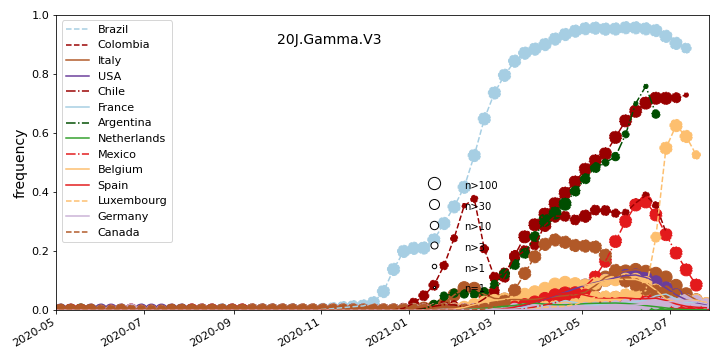 20J.Gamma.V3
Brazil
Colombia
Italy
USA
Chile
France
Argentina
Netherlands
Mexico
Belgium
Spain
Luxembourg
Germany
Canada
n>100
n>30
n>10
n>3
n>1
frequency
1.0
0.8
0.6
0.4
0.2
0.0
2020-05
2020-07
2020-09
2020-11
2021-01
2021-03
2021-05
2021-07